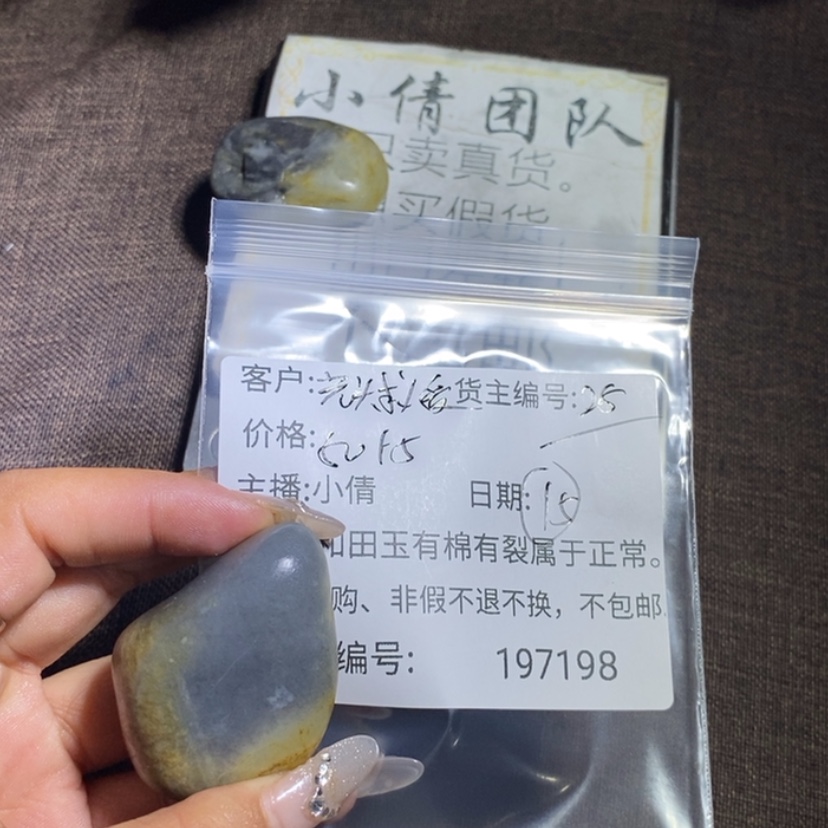 小倩团队
只卖真货。
买假货
客户: 货主编号:25
价格:
主播:小倩 日期:15
和田玉有棉有裂属于正常。
购、非假不退不换，不包邮
编号: 197198